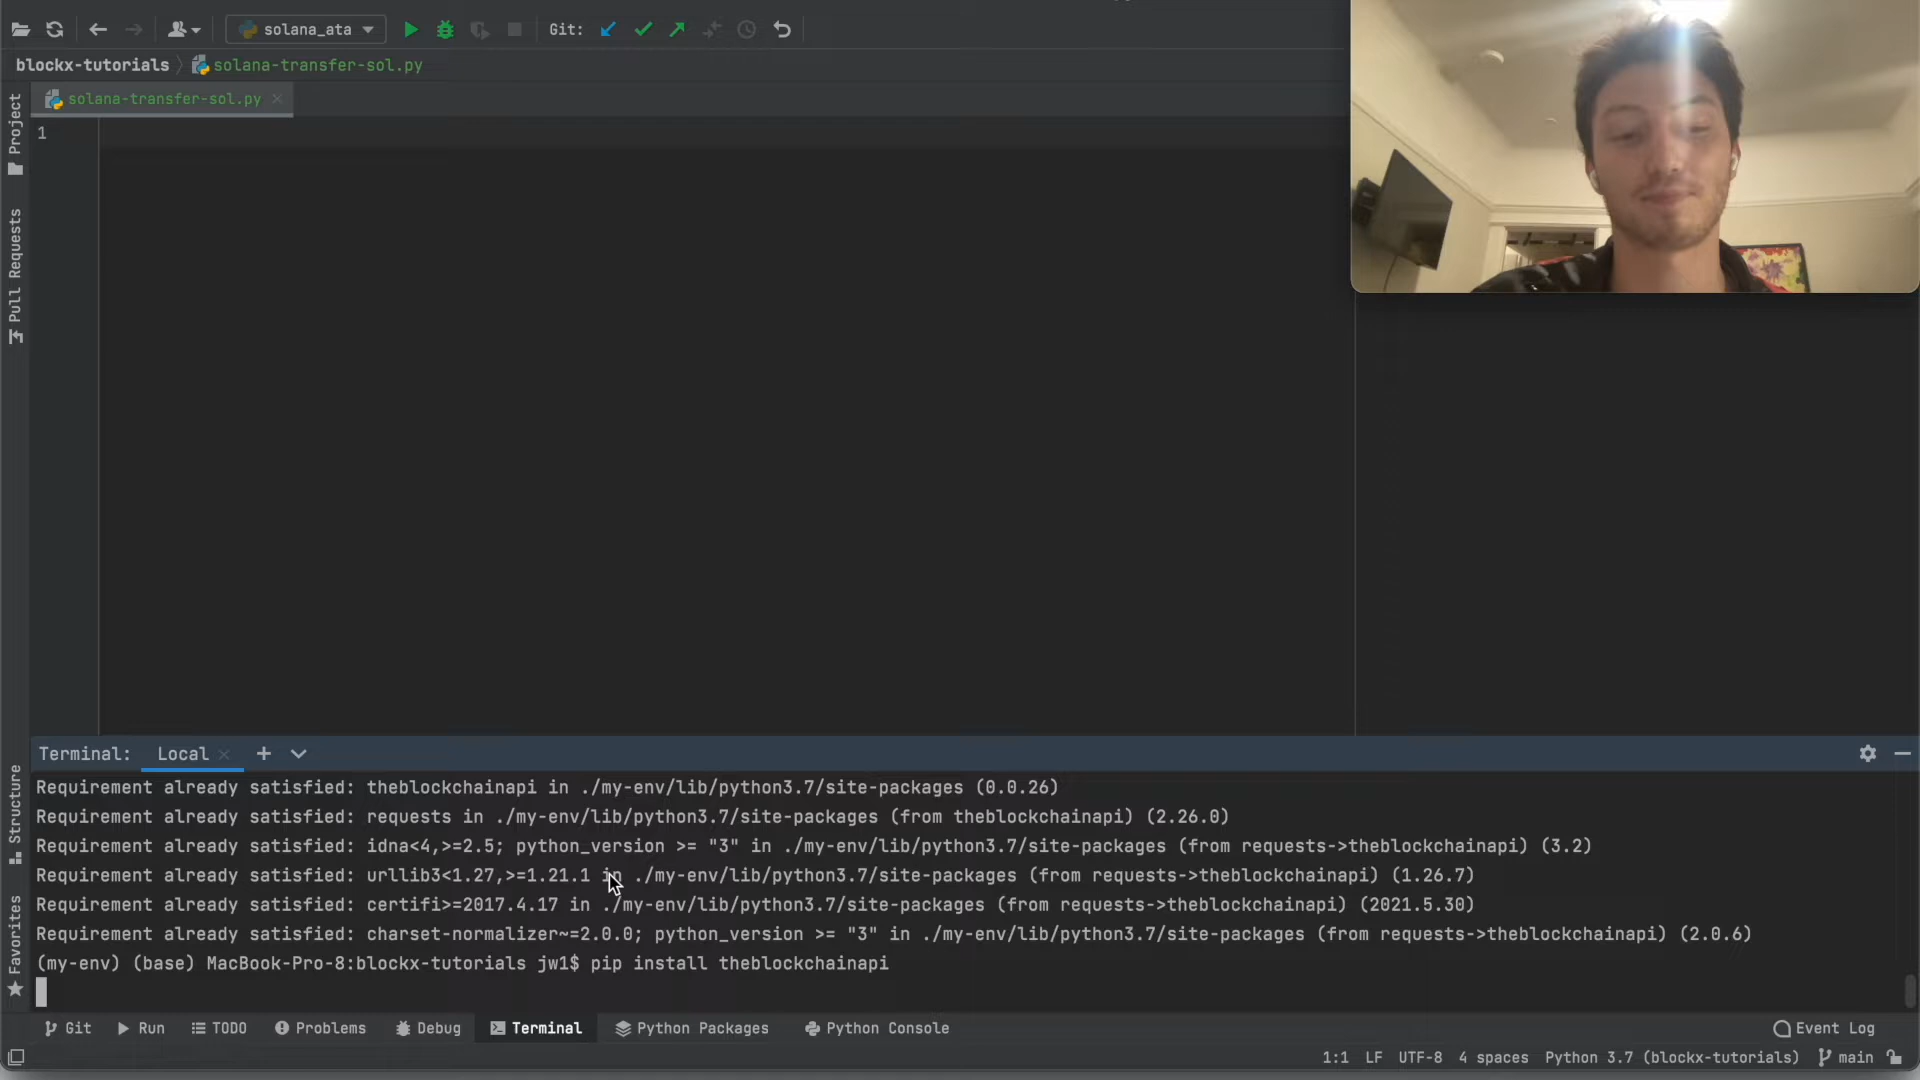 solana_ata
Git:
blockx-tutorials
solana-transfer-sol.py
solana-transfer-sol.py
Project
Pull Requests
1
Terminal:
Local
Requirement already satisfied: theblockchainapi in ./my-env/lib/python3.7/site-packages (0.0.26)
Requirement already satisfied: requests in ./my-env/lib/python3.7/site-packages (from theblockchainapi) (2.26.0)
Requirement already satisfied: idna<4,>=2.5; python_version >= "3" in ./my-env/lib/python3.7/site-packages (from requests->theblockchainapi) (3.2)
Requirement already satisfied: urllib3<1.27,>=1.21.1 in ./my-env/lib/python3.7/site-packages (from requests->theblockchainapi) (1.26.7)
Requirement already satisfied: certifi>=2017.4.17 in ./my-env/lib/python3.7/site-packages (from requests->theblockchainapi) (2021.5.30)
Requirement already satisfied: charset-normalizer~=2.0.0; python_version >= "3" in ./my-env/lib/python3.7/site-packages (from requests->theblockchainapi) (2.0.6)
(my-env) (base) MacBook-Pro-8:blockx-tutorials jw1$ pip install theblockchainapi
Structure
Favorites
Git Run TODO Problems Debug Terminal Python Packages Python Console Event Log
1:1 LF UTF-8 4 spaces Python 3.7 (blockx-tutorials) main